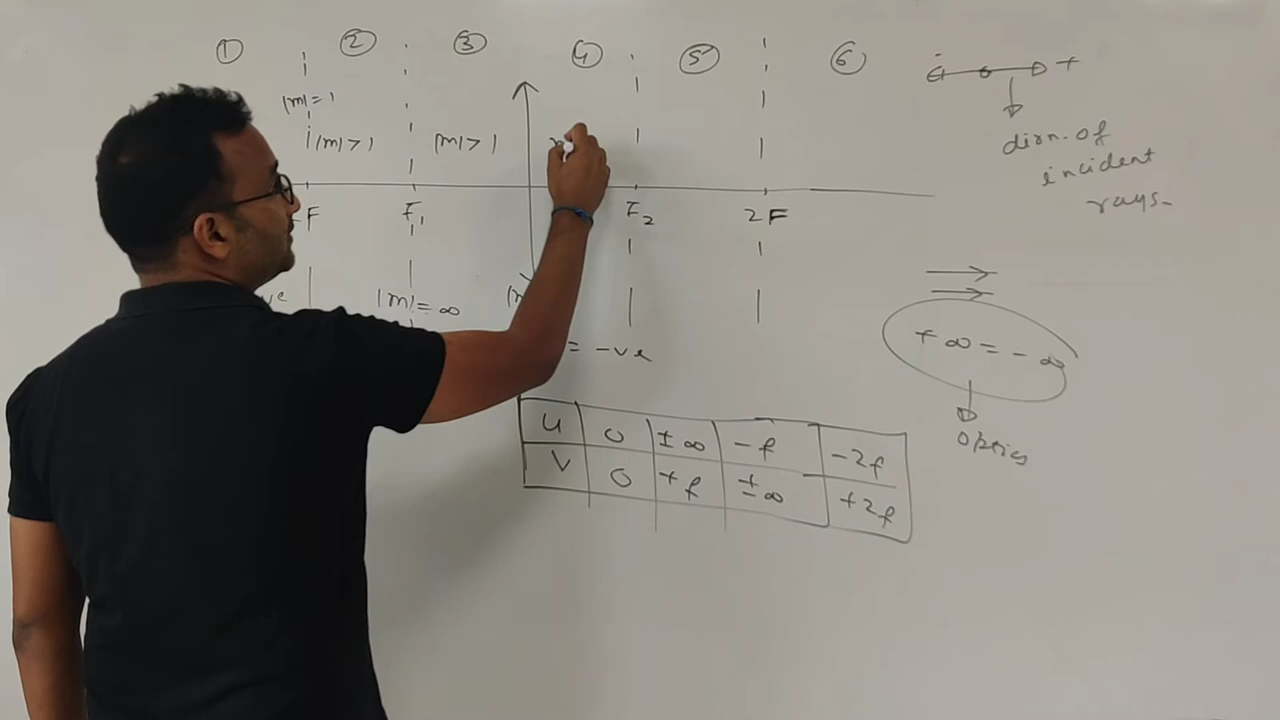 ① ② ③ ④ ⑤ ⑥
- +
|m|=1
|m|>1 |m|>1
dirn. of
incident
rays.
F F₁ F₂ 2F
ve |m|=∞
= -ve
+∞ = -∞
optics
u 0 ±∞ -f -2f
v 0 +f ±∞ +2f